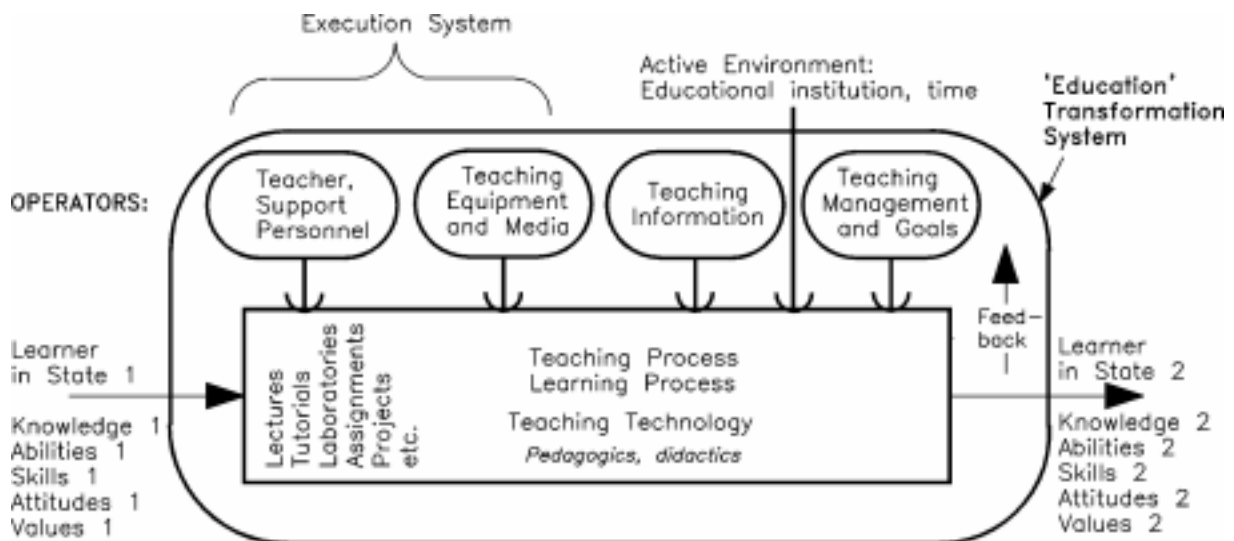 Execution System
Active Environment:
Educational institution, time
'Education'
Transformation
System
OPERATORS:
Teacher,
Support
Personnel
Teaching
Equipment
and Media
Teaching
Information
Teaching
Management
and Goals
Feed-
back
Learner
in State 1
Knowledge 1
Abilities 1
Skills 1
Attitudes 1
Values 1
Lectures
Tutorials
Laboratories
Assignments
Projects
etc.
Teaching Process
Learning Process
Teaching Technology
Pedagogics, didactics
Learner
in State 2
Knowledge 2
Abilities 2
Skills 2
Attitudes 2
Values 2